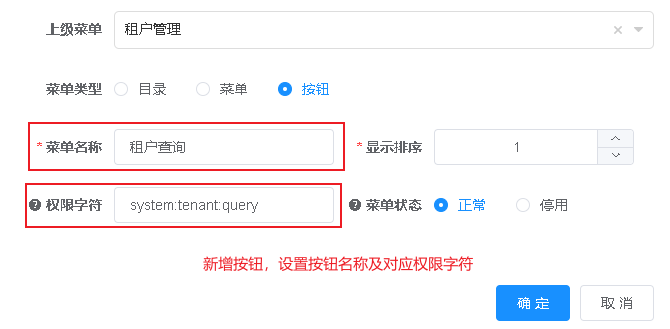 上级菜单 租户管理
菜单类型 目录 菜单 按钮
* 菜单名称 租户查询 * 显示排序 1
权限字符 system:tenant:query 菜单状态 正常 停用
新增按钮，设置按钮名称及对应权限字符
确 定 取 消